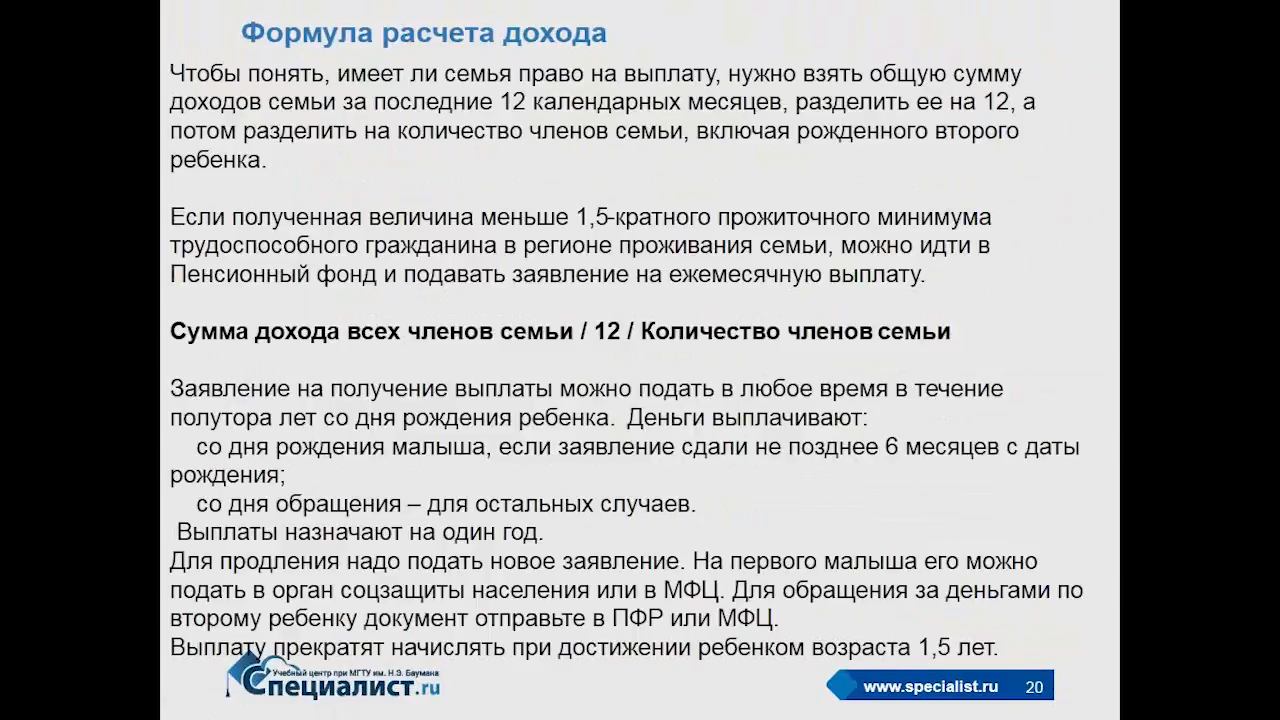 Формула расчета дохода
Чтобы понять, имеет ли семья право на выплату, нужно взять общую сумму
доходов семьи за последние 12 календарных месяцев, разделить ее на 12, а
потом разделить на количество членов семьи, включая рожденного второго
ребенка.
Если полученная величина меньше 1,5-кратного прожиточного минимума
трудоспособного гражданина в регионе проживания семьи, можно идти в
Пенсионный фонд и подавать заявление на ежемесячную выплату.
Сумма дохода всех членов семьи / 12 / Количество членов семьи
Заявление на получение выплаты можно подать в любое время в течение
полутора лет со дня рождения ребенка. Деньги выплачивают:
со дня рождения малыша, если заявление сдали не позднее 6 месяцев с даты
рождения;
со дня обращения – для остальных случаев.
Выплаты назначают на один год.
Для продления надо подать новое заявление. На первого малыша его можно
подать в орган соцзащиты населения или в МФЦ. Для обращения за деньгами по
второму ребенку документ отправьте в ПФР или МФЦ.
Выплату прекратят начислять при достижении ребенком возраста 1,5 лет.
Учебный центр при МГТУ им. Н.Э. Баумана
Специалист.ru
www.specialist.ru 20